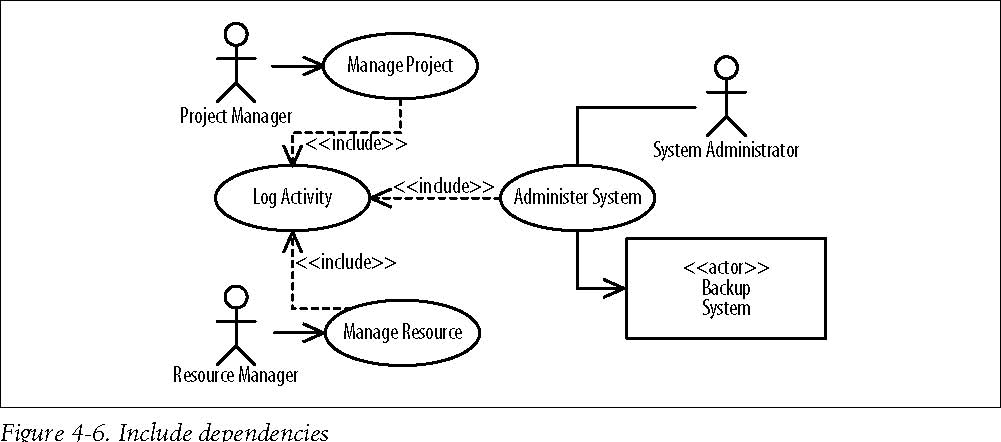 Manage Project
Project Manager
<<include>>
System Administrator
Log Activity
<<include>>
Administer System
<<include>>
<<actor>>
Backup
System
Manage Resource
Resource Manager
Figure 4-6. Include dependencies